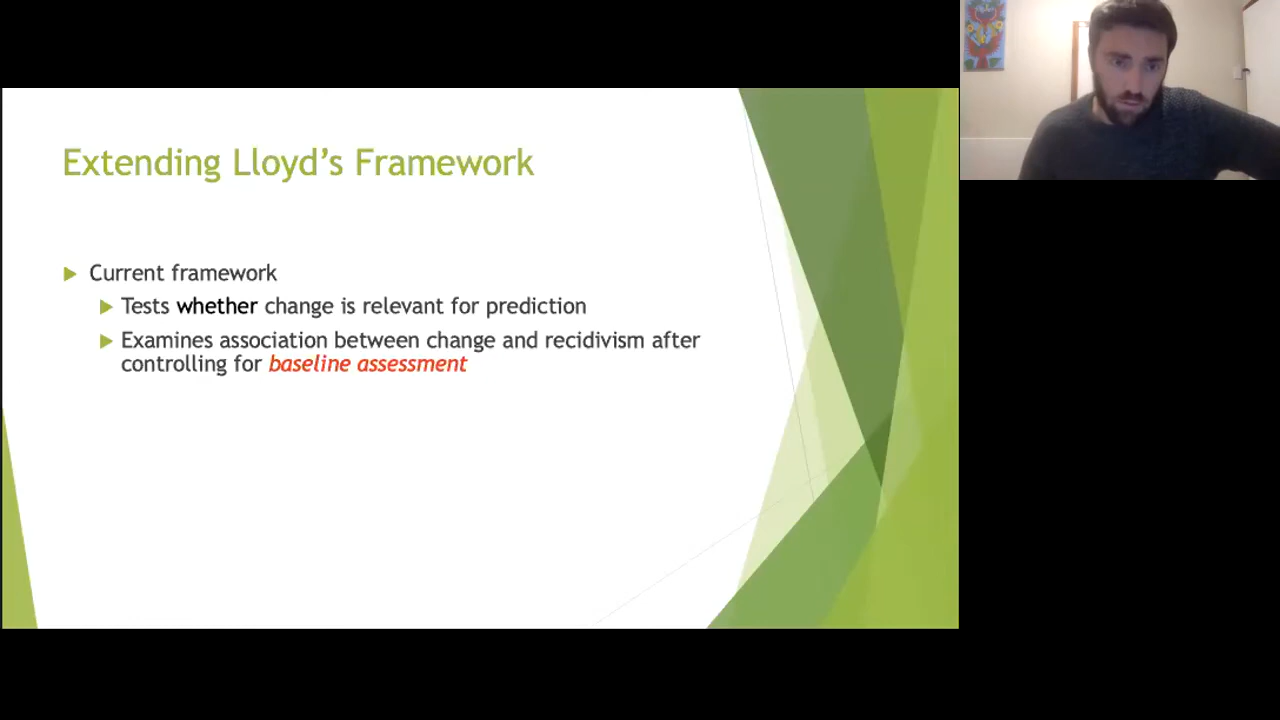 Extending Lloyd’s Framework
Current framework
Tests whether change is relevant for prediction
Examines association between change and recidivism after
controlling for baseline assessment